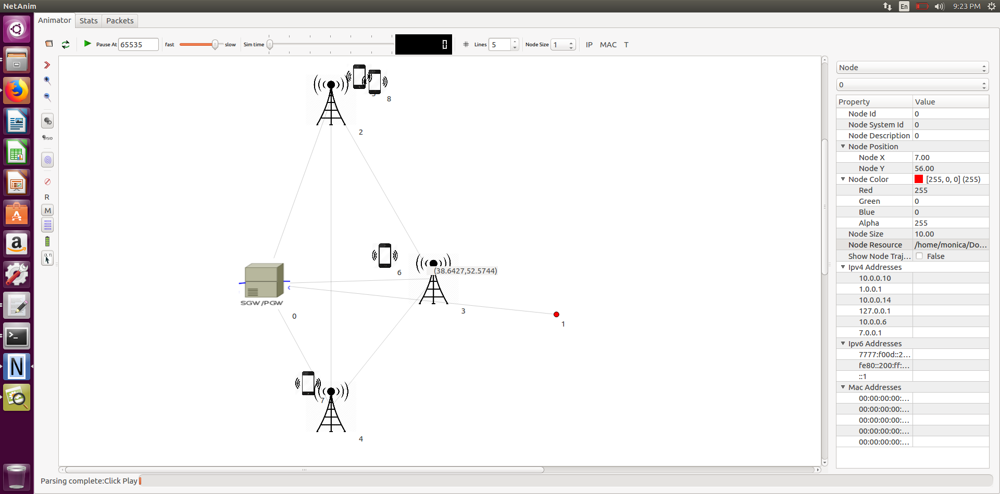 NetAnim
En
9:23 PM
Animator
Stats
Packets
Pause At
65535
fast
slow
Sim time
0
Lines
5
Node Size
1
IP
MAC
T
ID
SYSID
R
M
(X, Y)
8
2
6
(38.6427,52.5744)
SGW/PGW
0
3
1
7
4
Node
0
Property Value
Node Id 0
Node System Id 0
Node Description 0
Node Position
Node X 7.00
Node Y 56.00
Node Color [255, 0, 0] (255)
Red 255
Green 0
Blue 0
Alpha 255
Node Size 10.00
Node Resource /home/monica/Do...
Show Node Traj... False
Ipv4 Addresses
10.0.0.10
1.0.0.1
10.0.0.14
127.0.0.1
10.0.0.6
7.0.0.1
Ipv6 Addresses
7777:f00d::2...
fe80::200:ff:...
::1
Mac Addresses
00:00:00:00:...
00:00:00:00:...
00:00:00:00:...
00:00:00:00:...
00:00:00:00:...
Parsing complete:Click Play